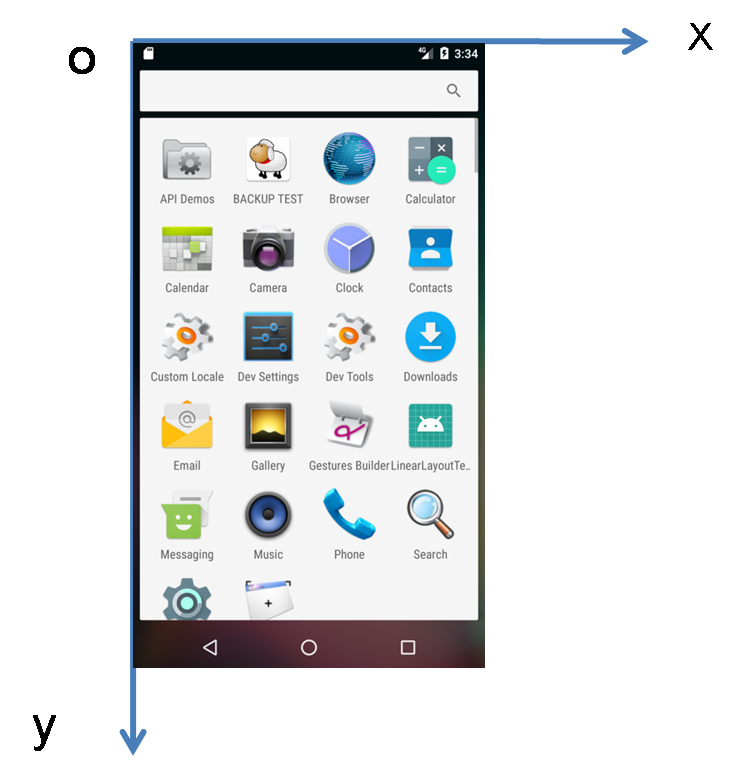 o
x
4G 3:34
API Demos BACKUP TEST Browser Calculator
Calendar Camera Clock Contacts
Custom Locale Dev Settings Dev Tools Downloads
@
Email Gallery Gestures Builder LinearLayoutTe..
Messaging Music Phone Search
y